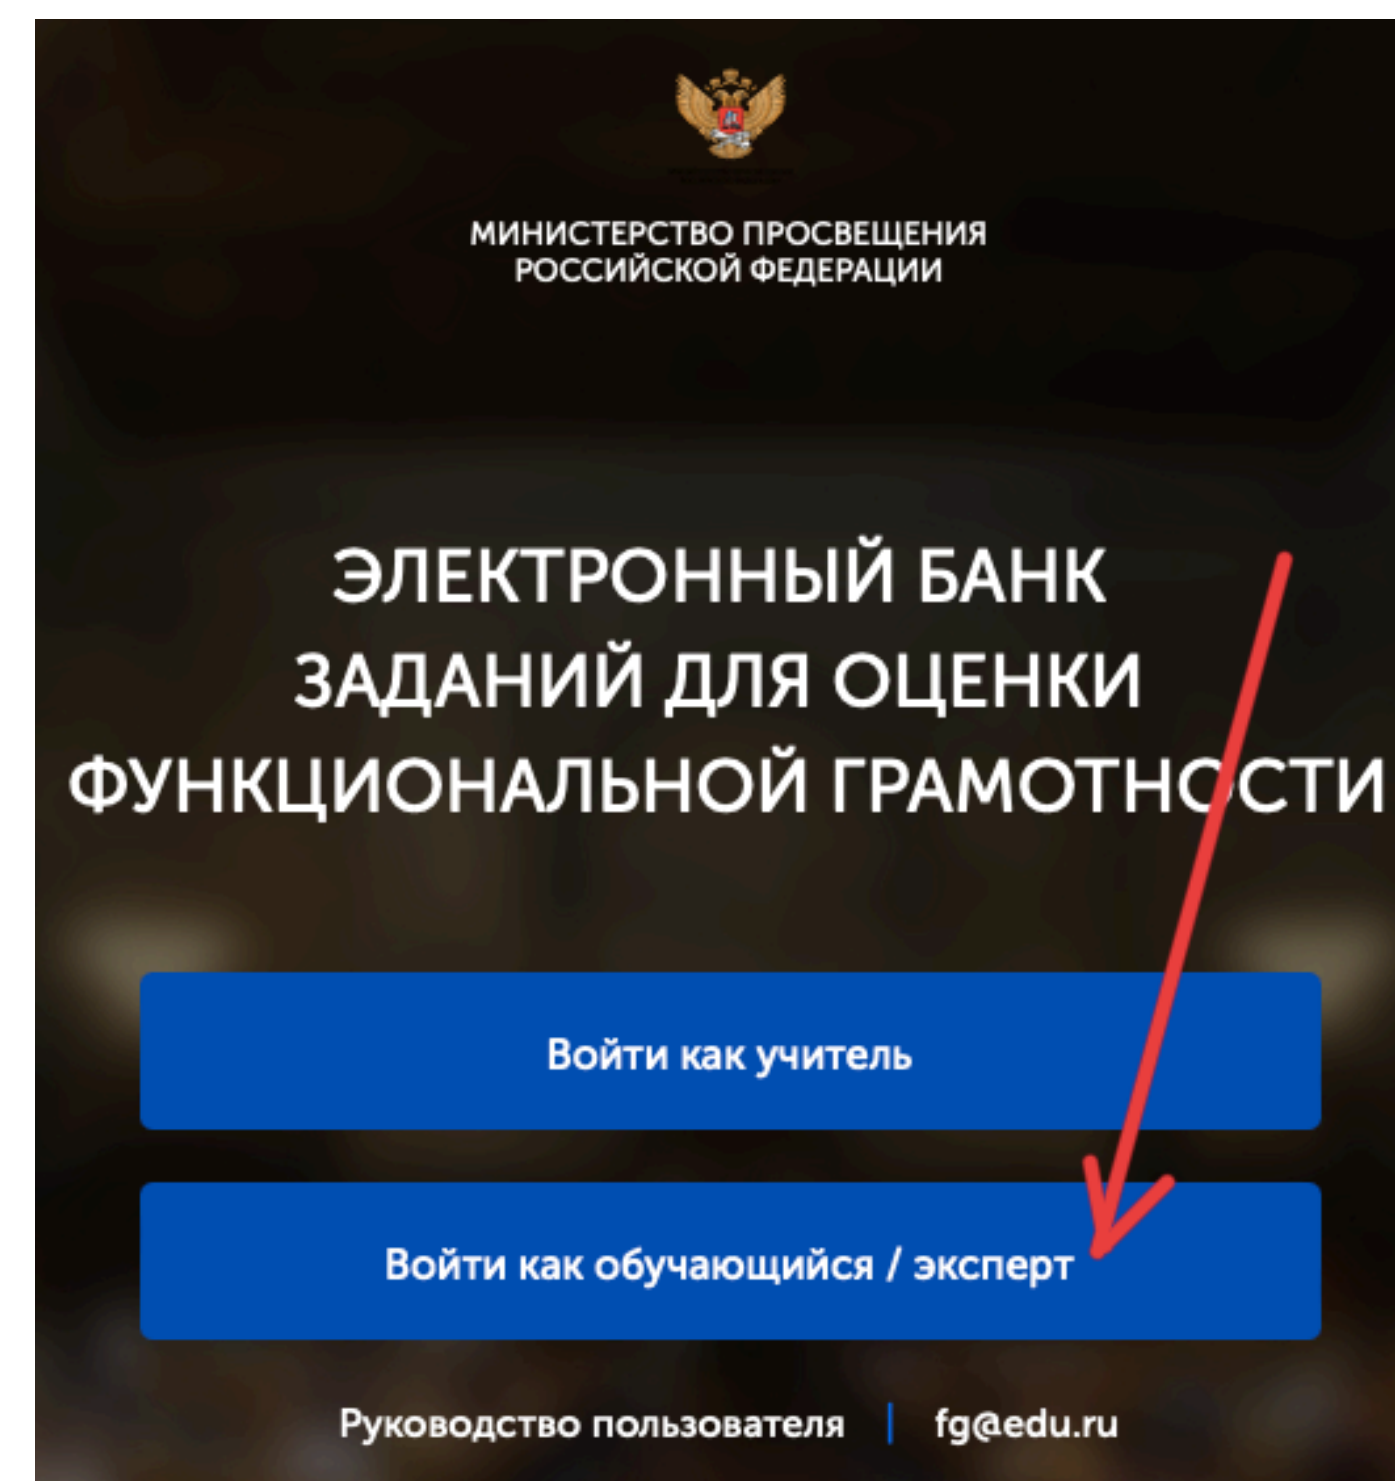 МИНИСТЕРСТВО ПРОСВЕЩЕНИЯ
РОССИЙСКОЙ ФЕДЕРАЦИИ
ЭЛЕКТРОННЫЙ БАНК
ЗАДАНИЙ ДЛЯ ОЦЕНКИ
ФУНКЦИОНАЛЬНОЙ ГРАМОТНОСТИ
Войти как учитель
Войти как обучающийся / эксперт
Руководство пользователя | fg@edu.ru